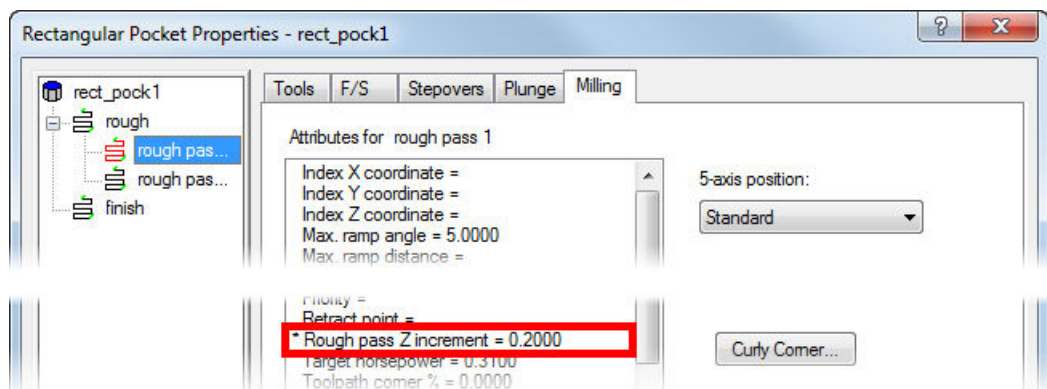 Rectangular Pocket Properties - rect_pock1
rect_pock1
rough
rough pas...
rough pas...
finish
Tools F/S Stepovers Plunge Milling
Attributes for rough pass 1
Index X coordinate =
Index Y coordinate =
Index Z coordinate =
Max. ramp angle = 5.0000
Max. ramp distance =
Priority =
Retract point =
* Rough pass Z increment = 0.2000
Target horsepower = 0.3100
Toolpath corner % = 0.0000
5-axis position:
Standard
Curly Corner...